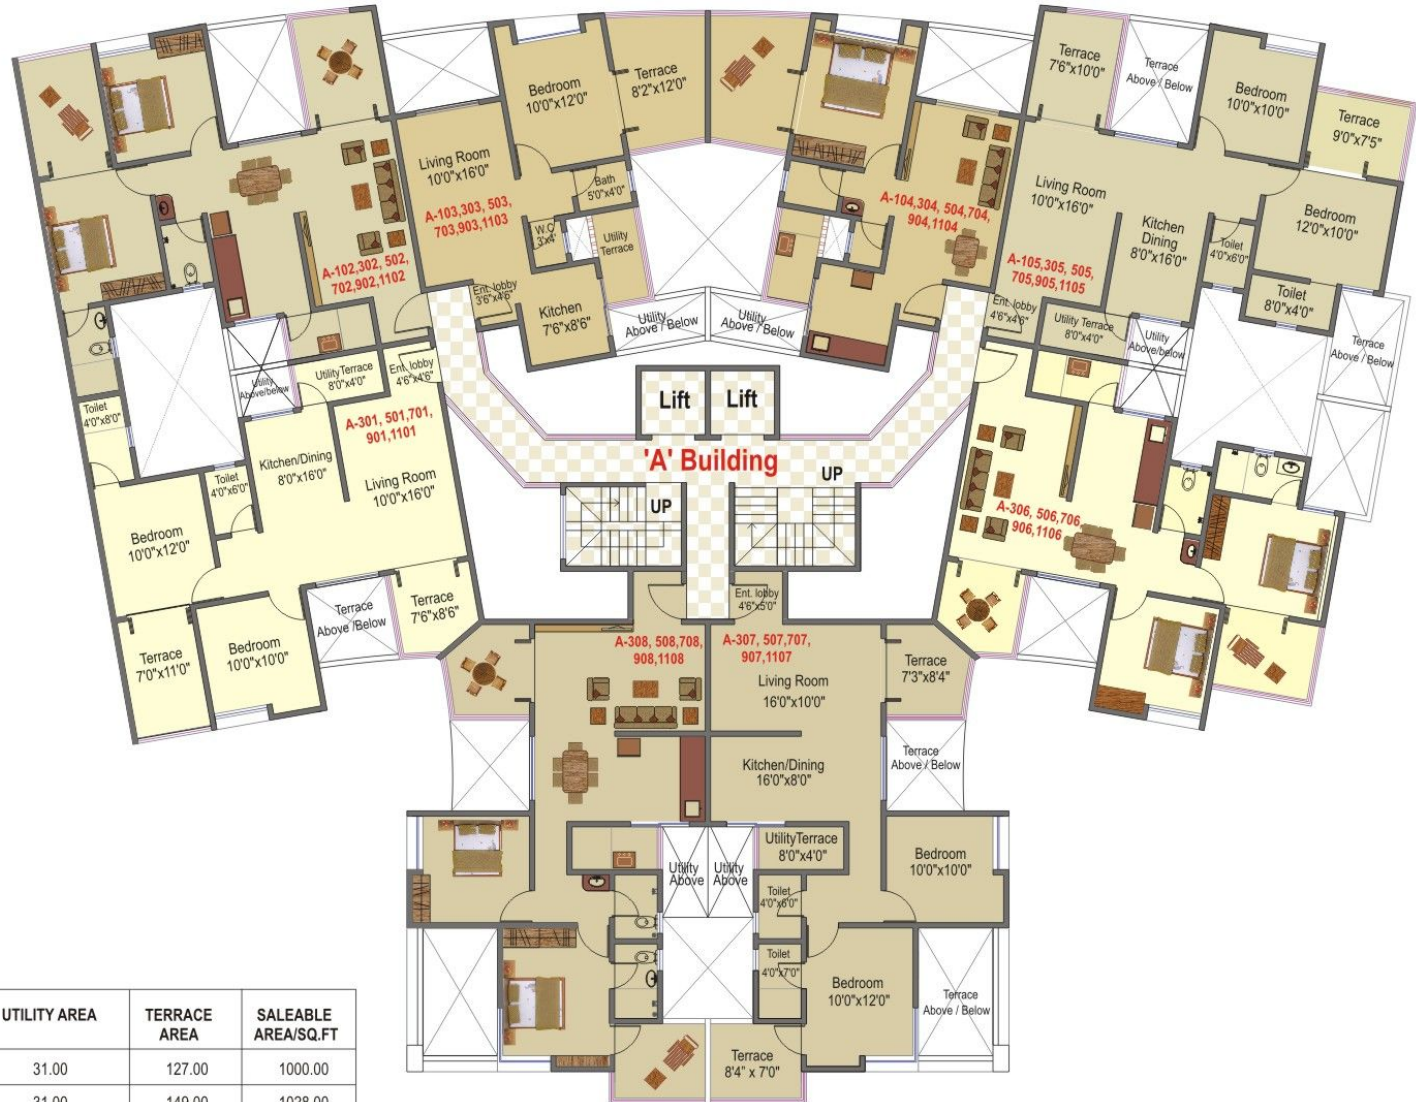 Bedroom
10'0"x12'0"
Terrace
8'2"x12'0"
Terrace
7'6"x10'0"
Terrace
Above / Below
Bedroom
10'0"x10'0"
Terrace
9'0"x7'5"
Living Room
10'0"x16'0"
A-103,303, 503,
703,903,1103
Bath
5'0"x4'0"
W.C
3'x4'
Utility
Terrace
Ent. lobby
3'6"x4'6"
Kitchen
7'6"x8'6"
Utility
Above / Below
Utility
Above / Below
A-104,304, 504,704,
904,1104
Living Room
10'0"x16'0"
Kitchen
Dining
8'0"x16'0"
Toilet
4'0"x6'0"
Bedroom
12'0"x10'0"
Toilet
8'0"x4'0"
A-105,305, 505,
705,905,1105
Ent. lobby
4'6"x4'6"
Utility Terrace
8'0"x4'0"
Utility
Above/below
Terrace
Above / Below
A-102,302, 502,
702,902,1102
Utility
Above/below
UtilityTerrace
8'0"x4'0"
Ent. lobby
4'6"x4'6"
Toilet
4'0"x8'0"
A-301, 501,701,
901,1101
Kitchen/Dining
8'0"x16'0"
Living Room
10'0"x16'0"
Toilet
4'0"x6'0"
Bedroom
10'0"x12'0"
Terrace
7'0"x11'0"
Bedroom
10'0"x10'0"
Terrace
Above /Below
Terrace
7'6"x8'6"
Lift
Lift
'A' Building
UP
UP
A-306, 506,706,
906,1106
Ent. lobby
4'6"x5'0"
A-308, 508,708,
908,1108
A-307, 507,707,
907,1107
Living Room
16'0"x10'0"
Terrace
7'3"x8'4"
Kitchen/Dining
16'0"x8'0"
Terrace
Above / Below
Utility
Above
Utility
Above
UtilityTerrace
8'0"x4'0"
Toilet
4'0"x6'0"
Bedroom
10'0"x10'0"
Toilet
4'0"x7'0"
Bedroom
10'0"x12'0"
Terrace
Above / Below
Terrace
8'4" x 7'0"
UTILITY AREA TERRACE SALEABLE
AREA AREA/SQ.FT
31.00 127.00 1000.00
31.00 149.00 1028.00